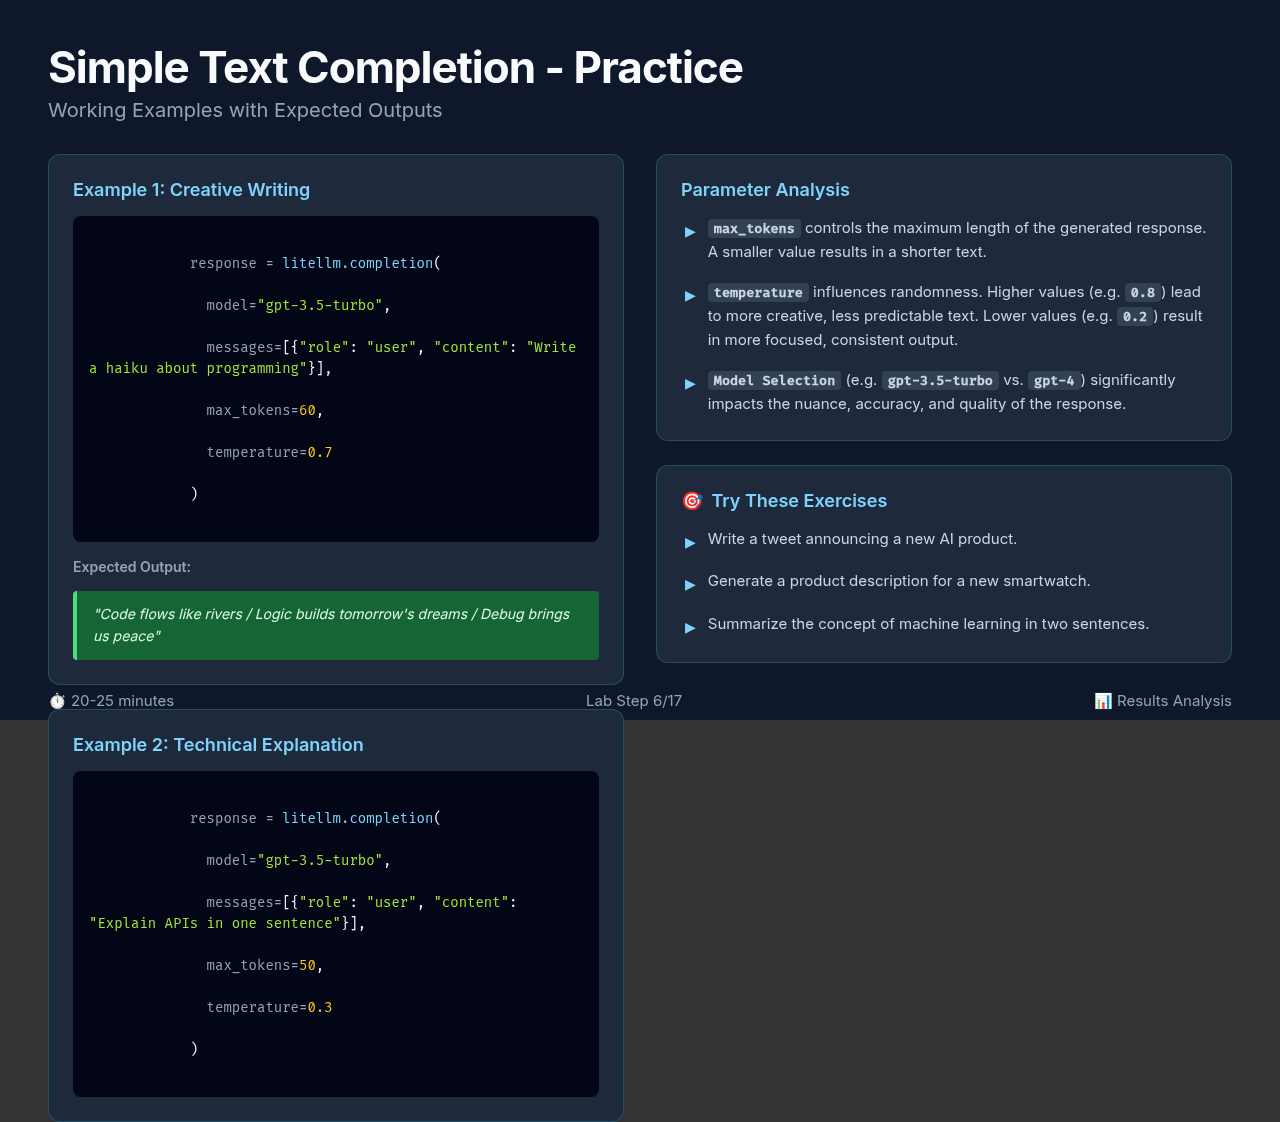 Simple Text Completion - Practice
Working Examples with Expected Outputs
Example 1: Creative Writing
response = litellm.completion(
model="gpt-3.5-turbo",
messages=[{"role": "user", "content": "Write
a haiku about programming"}],
max_tokens=60,
temperature=0.7
)
Expected Output:
"Code flows like rivers / Logic builds tomorrow's dreams / Debug brings
us peace"
Parameter Analysis
▶ max_tokens controls the maximum length of the generated response.
A smaller value results in a shorter text.
▶ temperature influences randomness. Higher values (e.g. 0.8) lead
to more creative, less predictable text. Lower values (e.g. 0.2) result
in more focused, consistent output.
▶ Model Selection (e.g. gpt-3.5-turbo vs. gpt-4) significantly
impacts the nuance, accuracy, and quality of the response.
🎯 Try These Exercises
▶ Write a tweet announcing a new AI product.
▶ Generate a product description for a new smartwatch.
▶ Summarize the concept of machine learning in two sentences.
⏱️ 20-25 minutes
Lab Step 6/17
📊 Results Analysis
Example 2: Technical Explanation
response = litellm.completion(
model="gpt-3.5-turbo",
messages=[{"role": "user", "content":
"Explain APIs in one sentence"}],
max_tokens=50,
temperature=0.3
)